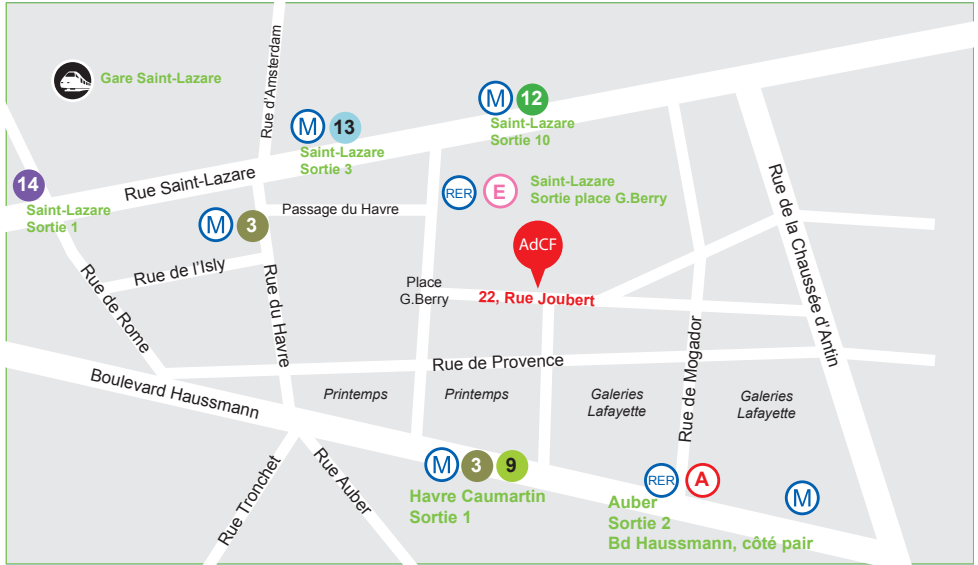 Gare Saint-Lazare
Rue d'Amsterdam
M 13
Saint-Lazare
Sortie 3
M 12
Saint-Lazare
Sortie 10
14
Saint-Lazare
Sortie 1
Rue Saint-Lazare
Passage du Havre
RER E
Saint-Lazare
Sortie place G.Berry
M 3
Rue de l'Isly
Rue de Rome
Rue du Havre
AdCF
22, Rue Joubert
Place
G.Berry
Rue de la Chaussée d'Antin
Rue de Provence
Rue de Mogador
Boulevard Haussmann
Printemps
Printemps
Galeries
Lafayette
Galeries
Lafayette
Rue Tronchet
Rue Auber
M 3 9
Havre Caumartin
Sortie 1
RER A
Auber
Sortie 2
Bd Haussmann, côté pair
M